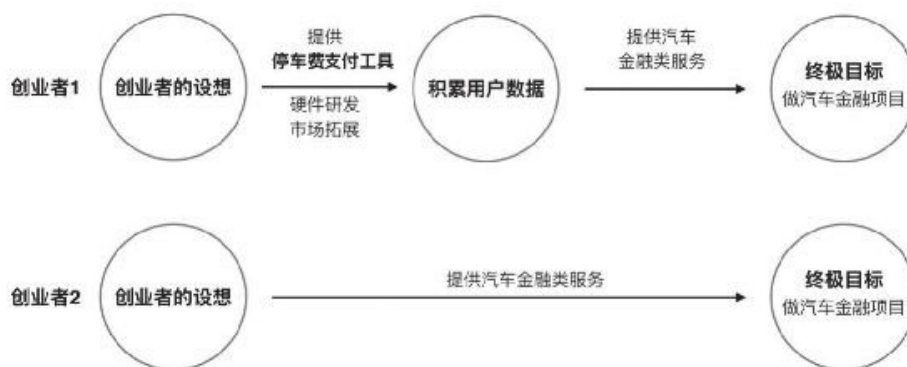 提供
停车费支付工具
提供汽车
金融类服务
创业者1
创业者的设想
积累用户数据
终极目标
做汽车金融项目
硬件研发
市场拓展
创业者2
创业者的设想
提供汽车金融类服务
终极目标
做汽车金融项目